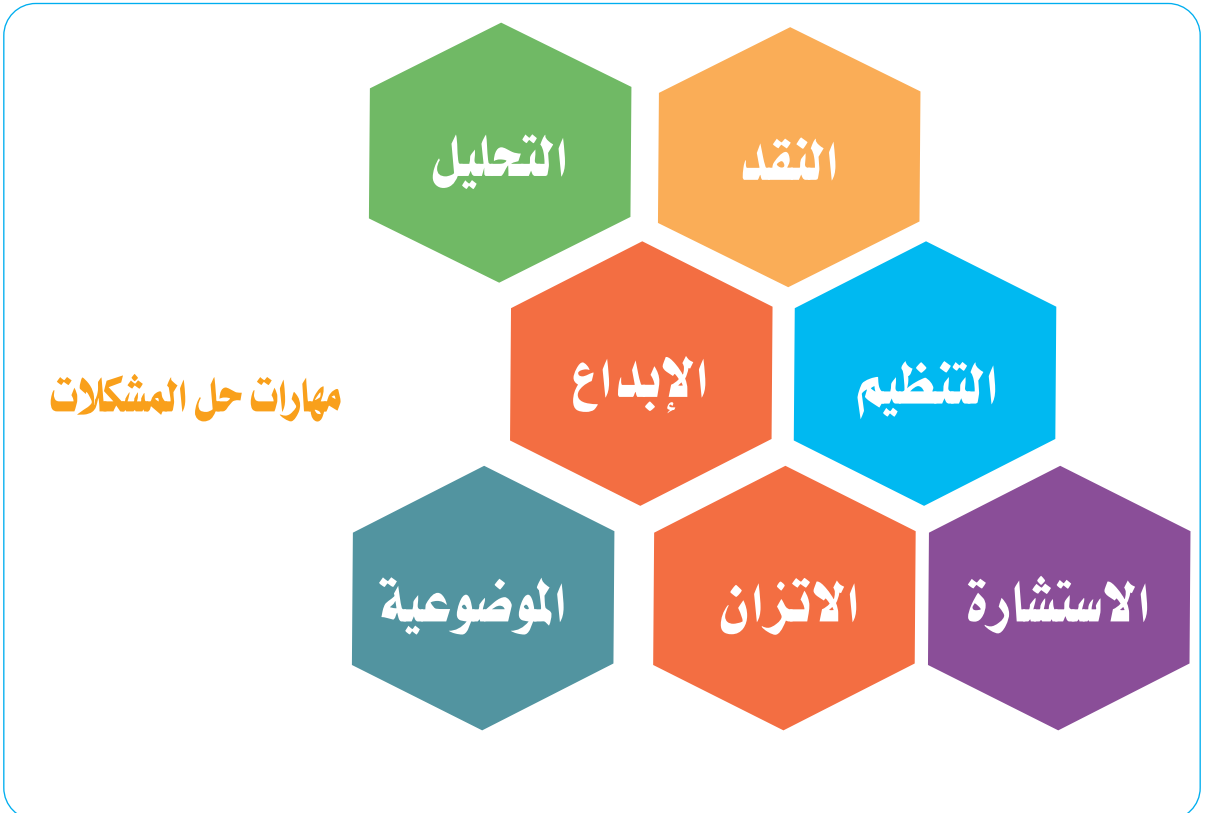 النقد
التحليل
التنظيم
الإبداع
مهارات حل المشكلات
الاستشارة
الاتزان
الموضوعية